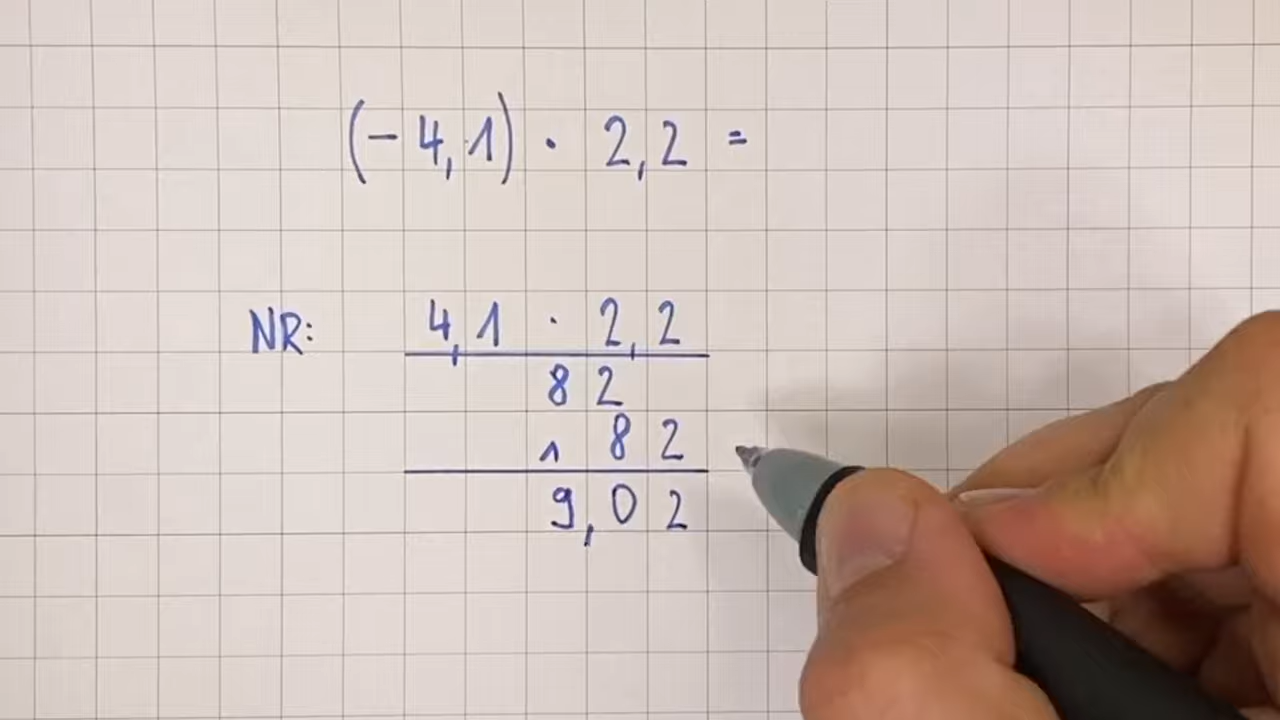 (-4,1) · 2,2 =
NR: 4,1 · 2,2
82
1 82
9,02